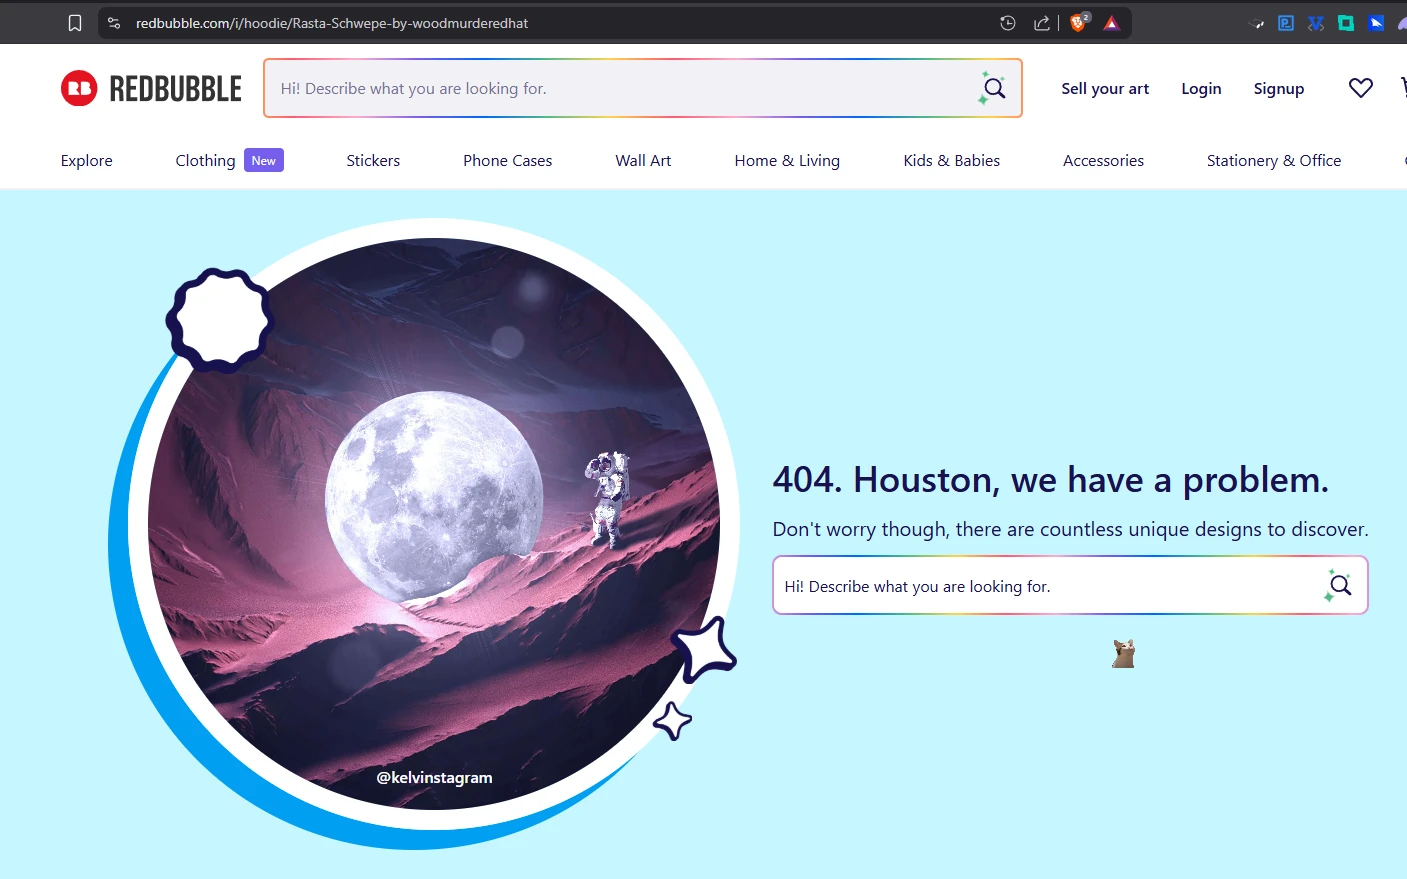 redbubble.com/i/hoodie/Rasta-Schwepe-by-woodmurderedhat
2
RB REDBUBBLE
Hi! Describe what you are looking for.
Sell your art
Login
Signup
Explore
Clothing New
Stickers
Phone Cases
Wall Art
Home & Living
Kids & Babies
Accessories
Stationery & Office
404. Houston, we have a problem.
Don't worry though, there are countless unique designs to discover.
Hi! Describe what you are looking for.
@kelvinstagram